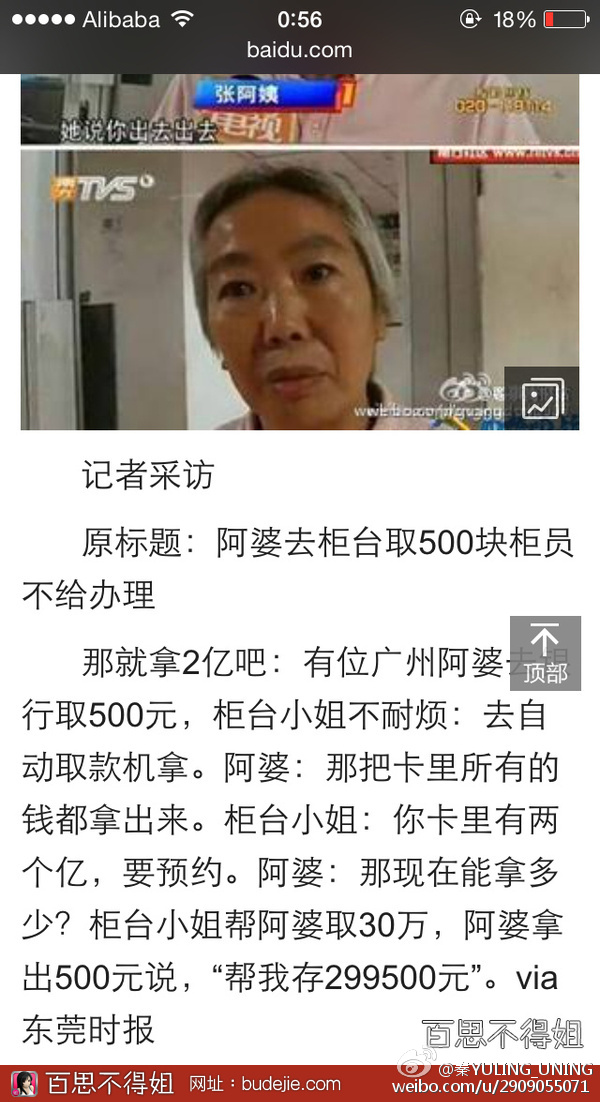 Alibaba
0:56
18%
baidu.com
张阿姨
她说你出去出去
TVS
记者采访
原标题：阿婆去柜台取500块柜员
不给办理
顶部
那就拿2亿吧：有位广州阿婆去银
行取500元，柜台小姐不耐烦：去自
动取款机拿。阿婆：那把卡里所有的
钱都拿出来。柜台小姐：你卡里有两
个亿，要预约。阿婆：那现在能拿多
少？柜台小姐帮阿婆取30万，阿婆拿
出500元说，“帮我存299500元”。via
东莞时报
百思不得姐
百思不得姐 网址：budejie.com
@秦YULING_UNING
weibo.com/u/2909055071